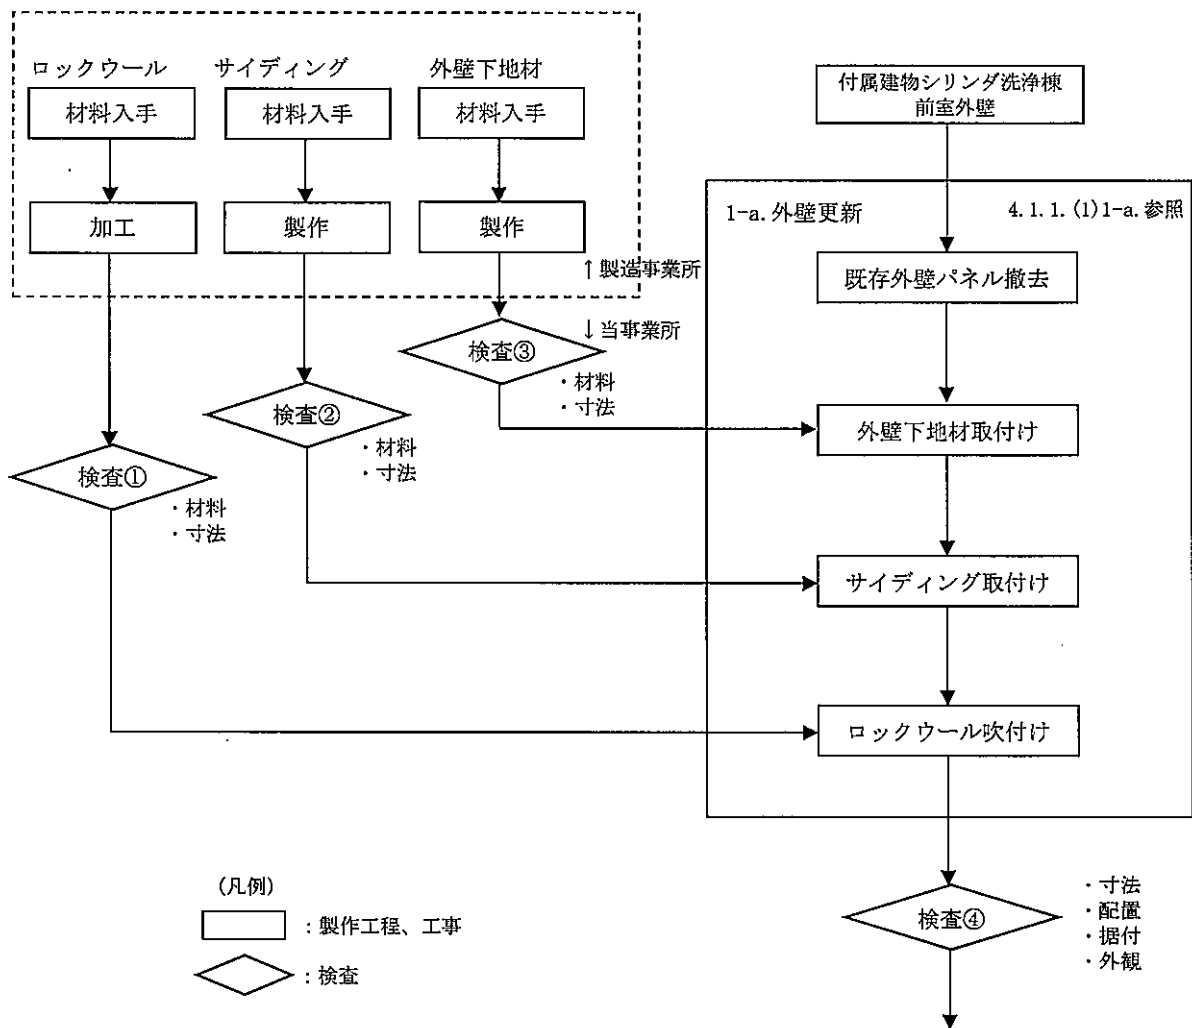 ロックウール
サイディング
外壁下地材
材料入手
材料入手
材料入手
加工
製作
製作
↑製造事業所
↓当事業所
検査③
・材料
・寸法
検査②
・材料
・寸法
検査①
・材料
・寸法
付属建物シリンダ洗浄棟
前室外壁
1-a.外壁更新
4.1.1.(1)1-a.参照
既存外壁パネル撤去
外壁下地材取付け
サイディング取付け
ロックウール吹付け
検査④
・寸法
・配置
・据付
・外観
(凡例)
：製作工程、工事
：検査